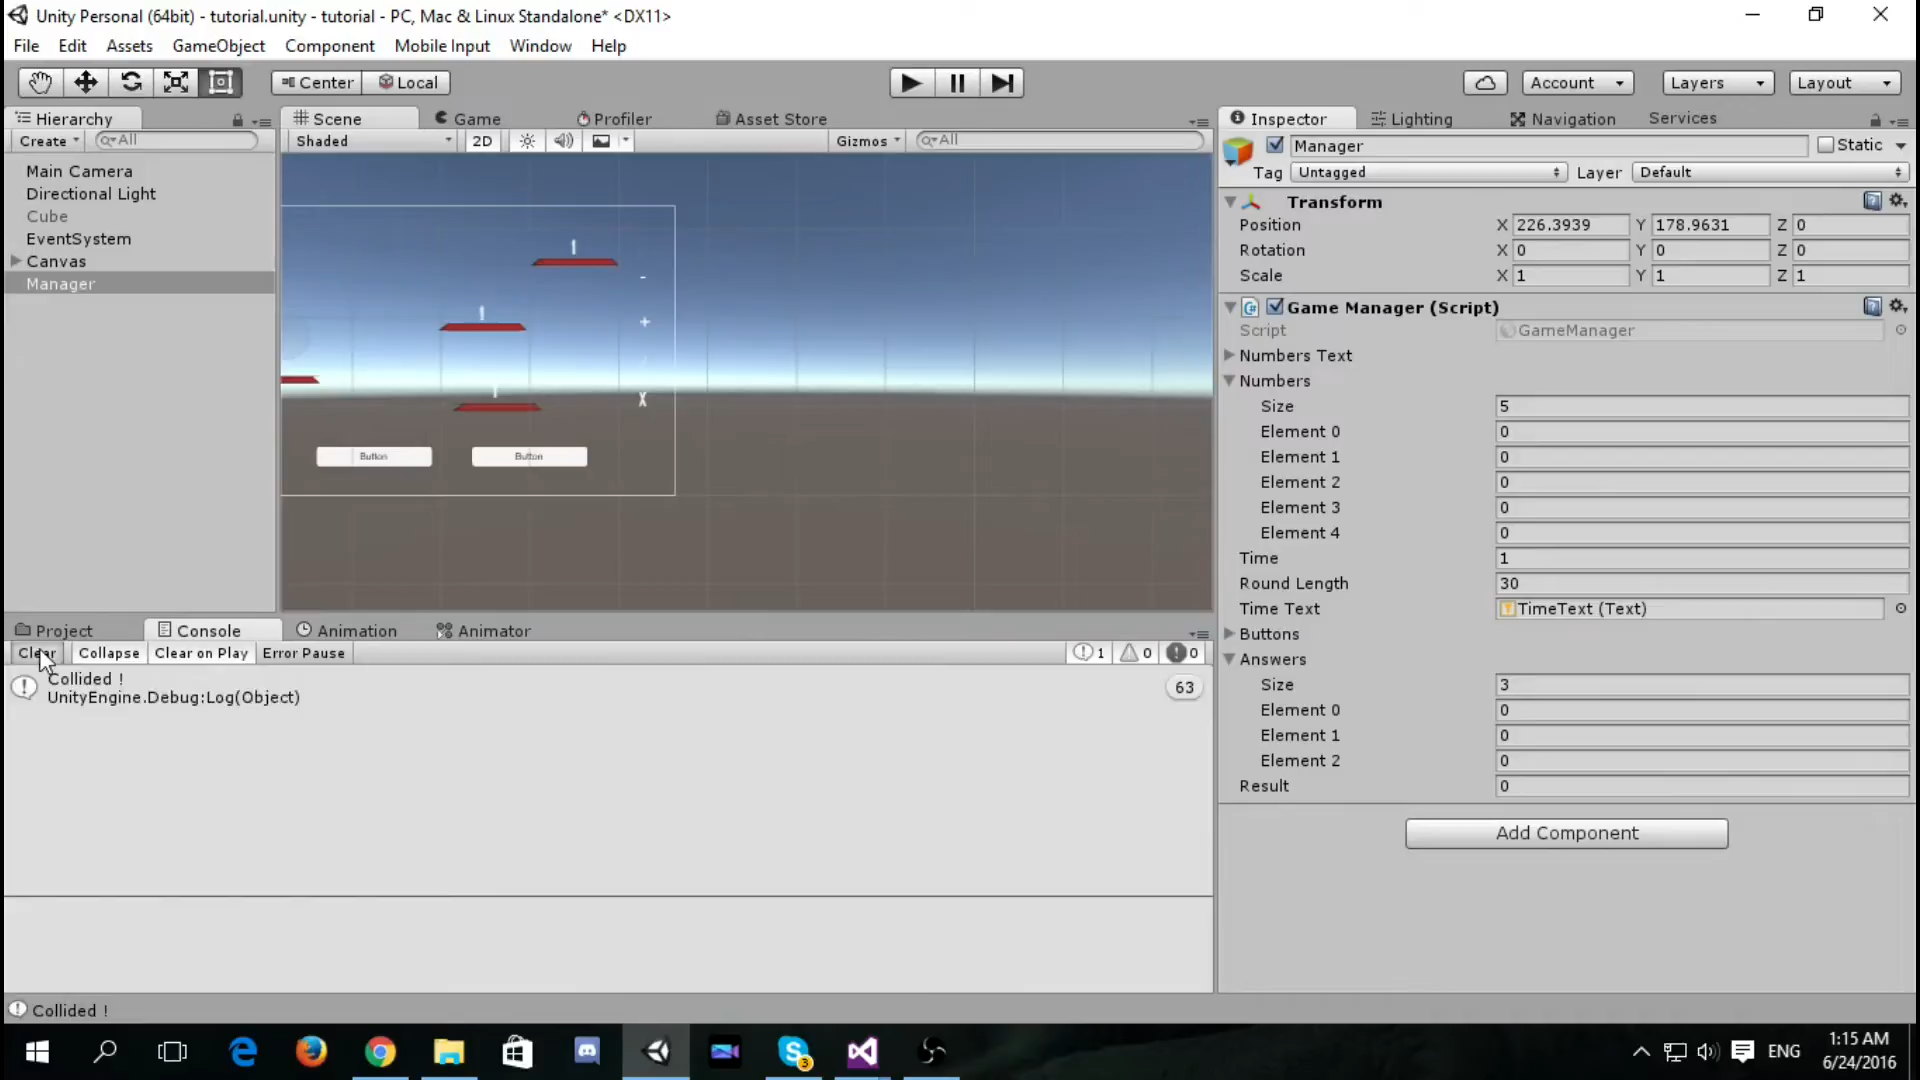 Unity Personal (64bit) - tutorial.unity - tutorial - PC, Mac & Linux Standalone* <DX11>
File Edit Assets GameObject Component Mobile Input Window Help
Center Local Account Layers Layout
Hierarchy
Create All
Main Camera
Directional Light
Cube
EventSystem
Canvas
Manager
Scene Game Profiler Asset Store
Shaded 2D Gizmos All
1
-
1
+
1
X
Button Button
Inspector Lighting Navigation Services
Manager Static
Tag Untagged Layer Default
Transform
Position X 226.3939 Y 178.9631 Z 0
Rotation X 0 Y 0 Z 0
Scale X 1 Y 1 Z 1
Game Manager (Script)
Script GameManager
Numbers Text
Numbers
Size 5
Element 0 0
Element 1 0
Element 2 0
Element 3 0
Element 4 0
Time 1
Round Length 30
Time Text TimeText (Text)
Buttons
Answers
Size 3
Element 0 0
Element 1 0
Element 2 0
Result 0
Add Component
Project Console Animation Animator
Clear Collapse Clear on Play Error Pause 1 0 0
Collided !
UnityEngine.Debug:Log(Object) 63
Collided !
3
ENG
1:15 AM
6/24/2016